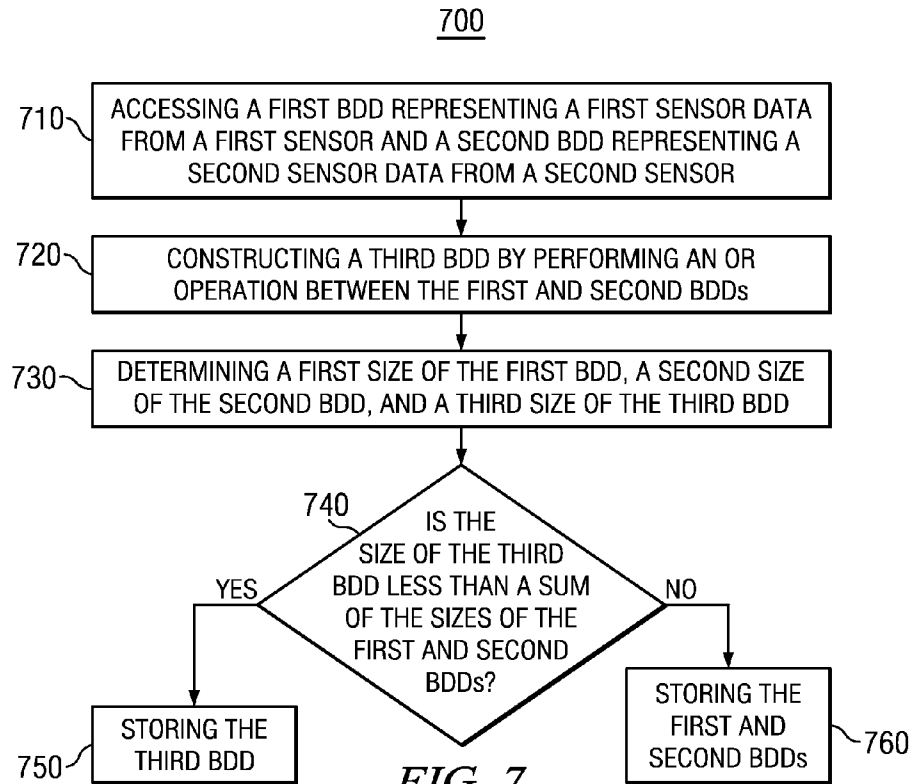 700
710
ACCESSING A FIRST BDD REPRESENTING A FIRST SENSOR DATA
FROM A FIRST SENSOR AND A SECOND BDD REPRESENTING A
SECOND SENSOR DATA FROM A SECOND SENSOR
720
CONSTRUCTING A THIRD BDD BY PERFORMING AN OR
OPERATION BETWEEN THE FIRST AND SECOND BDDs
730
DETERMINING A FIRST SIZE OF THE FIRST BDD, A SECOND SIZE
OF THE SECOND BDD, AND A THIRD SIZE OF THE THIRD BDD
740
IS THE
SIZE OF THE THIRD
BDD LESS THAN A SUM
OF THE SIZES OF THE
FIRST AND SECOND
BDDs?
YES
NO
750
STORING THE
THIRD BDD
STORING THE
FIRST AND
SECOND BDDs
760
FIG. 7